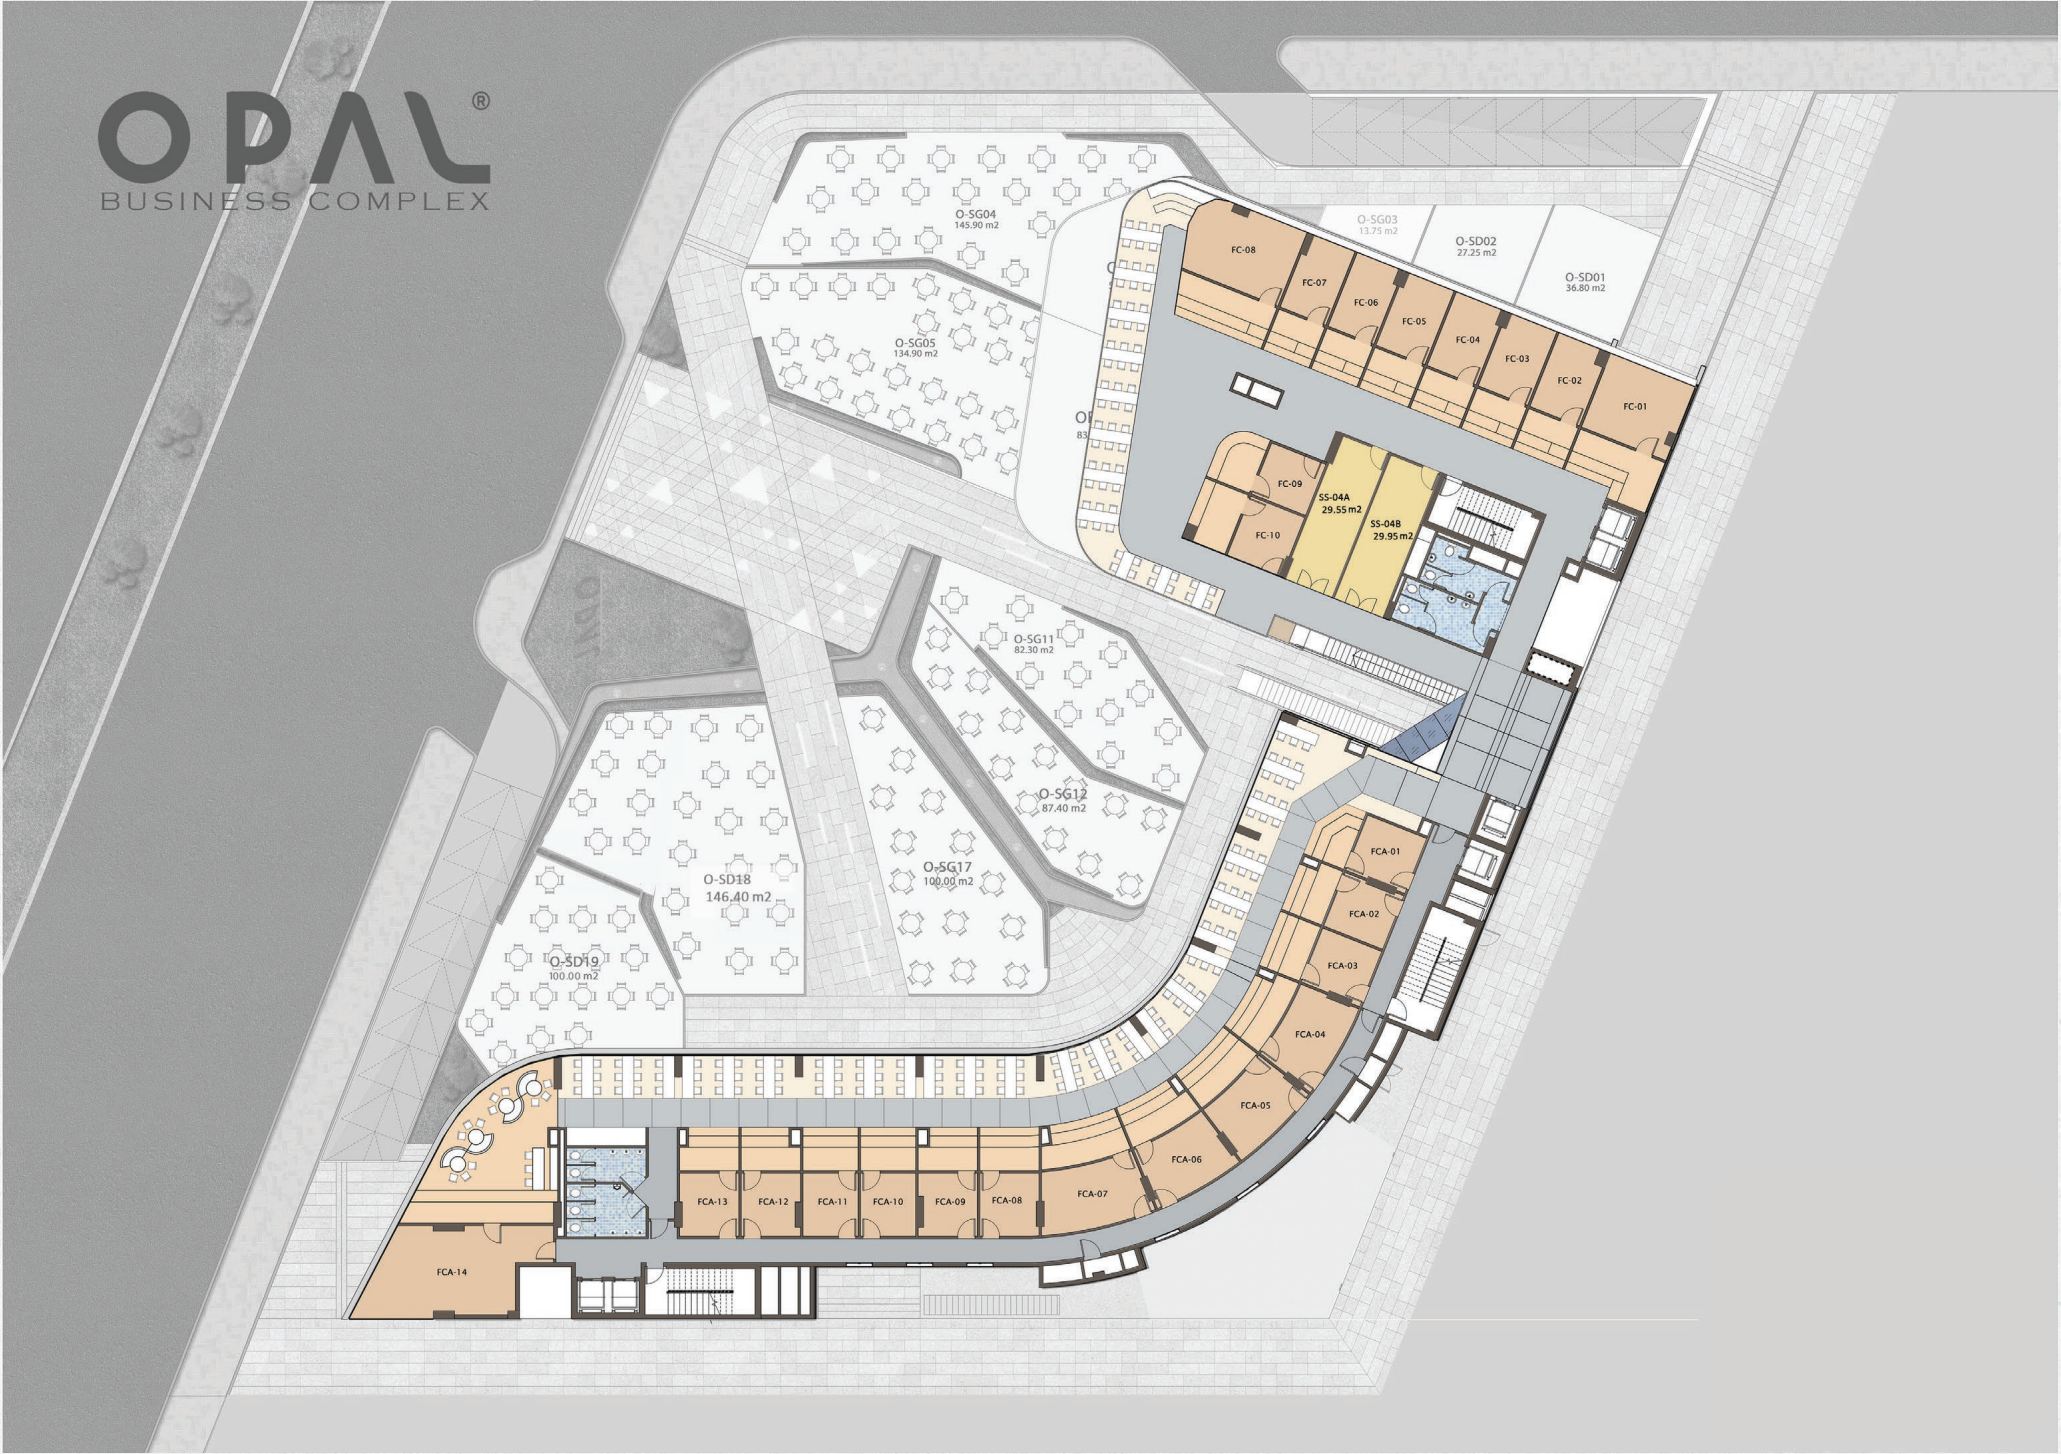 OPAL®
BUSINESS COMPLEX
O-SG04
145.90 m2
O-SG03
13.75 m2
O-SD02
27.25 m2
O-SD01
36.80 m2
O-SG05
134.90 m2
FC-08
FC-07
FC-06
FC-05
FC-04
FC-03
FC-02
FC-01
FC-09
FC-10
SS-04A
29.55 m2
SS-04B
29.95 m2
OPAL
O-SG11
82.30 m2
O-SG12
87.40 m2
O-SG17
100.00 m2
O-SD18
146.40 m2
O-SD19
100.00 m2
FCA-01
FCA-02
FCA-03
FCA-04
FCA-05
FCA-06
FCA-07
FCA-08
FCA-09
FCA-10
FCA-11
FCA-12
FCA-13
FCA-14